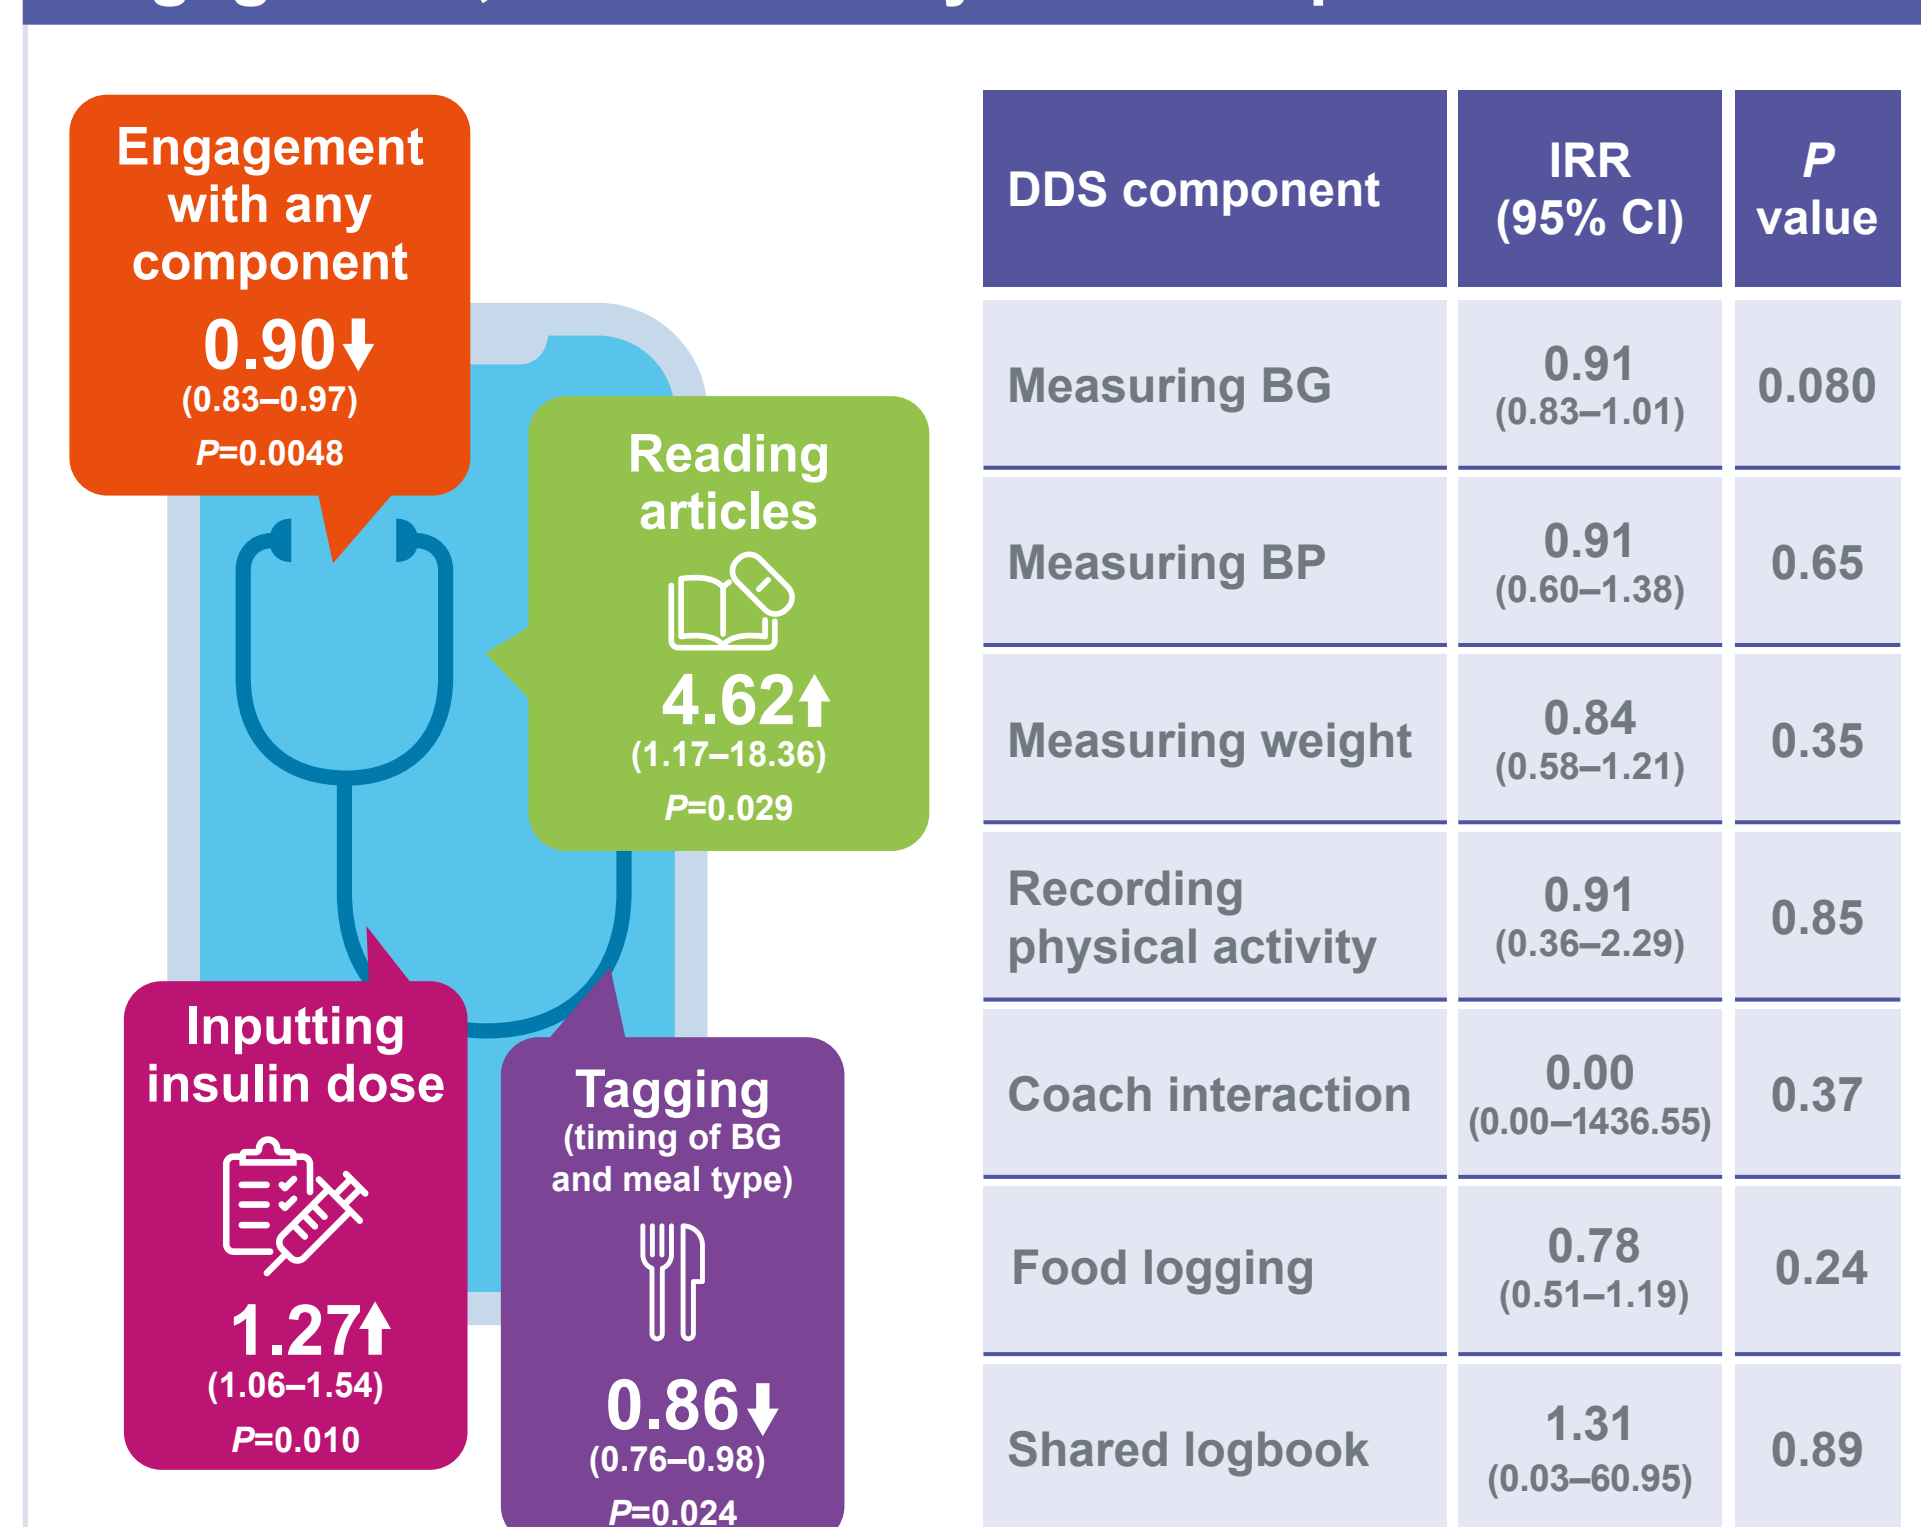 Engagement
with any
component
0.90
(0.83–0.97)
P=0.0048
Reading
articles
4.62
(1.17–18.36)
P=0.029
Inputting
insulin dose
1.27
(1.06–1.54)
P=0.010
Tagging
(timing of BG
and meal type)
0.86
(0.76–0.98)
P=0.024
DDS component
IRR
(95% CI)
P
value
Measuring BG
0.91
(0.83–1.01)
0.080
Measuring BP
0.91
(0.60–1.38)
0.65
Measuring weight
0.84
(0.58–1.21)
0.35
Recording
physical activity
0.91
(0.36–2.29)
0.85
Coach interaction
0.00
(0.00–1436.55)
0.37
Food logging
0.78
(0.51–1.19)
0.24
Shared logbook
1.31
(0.03–60.95)
0.89